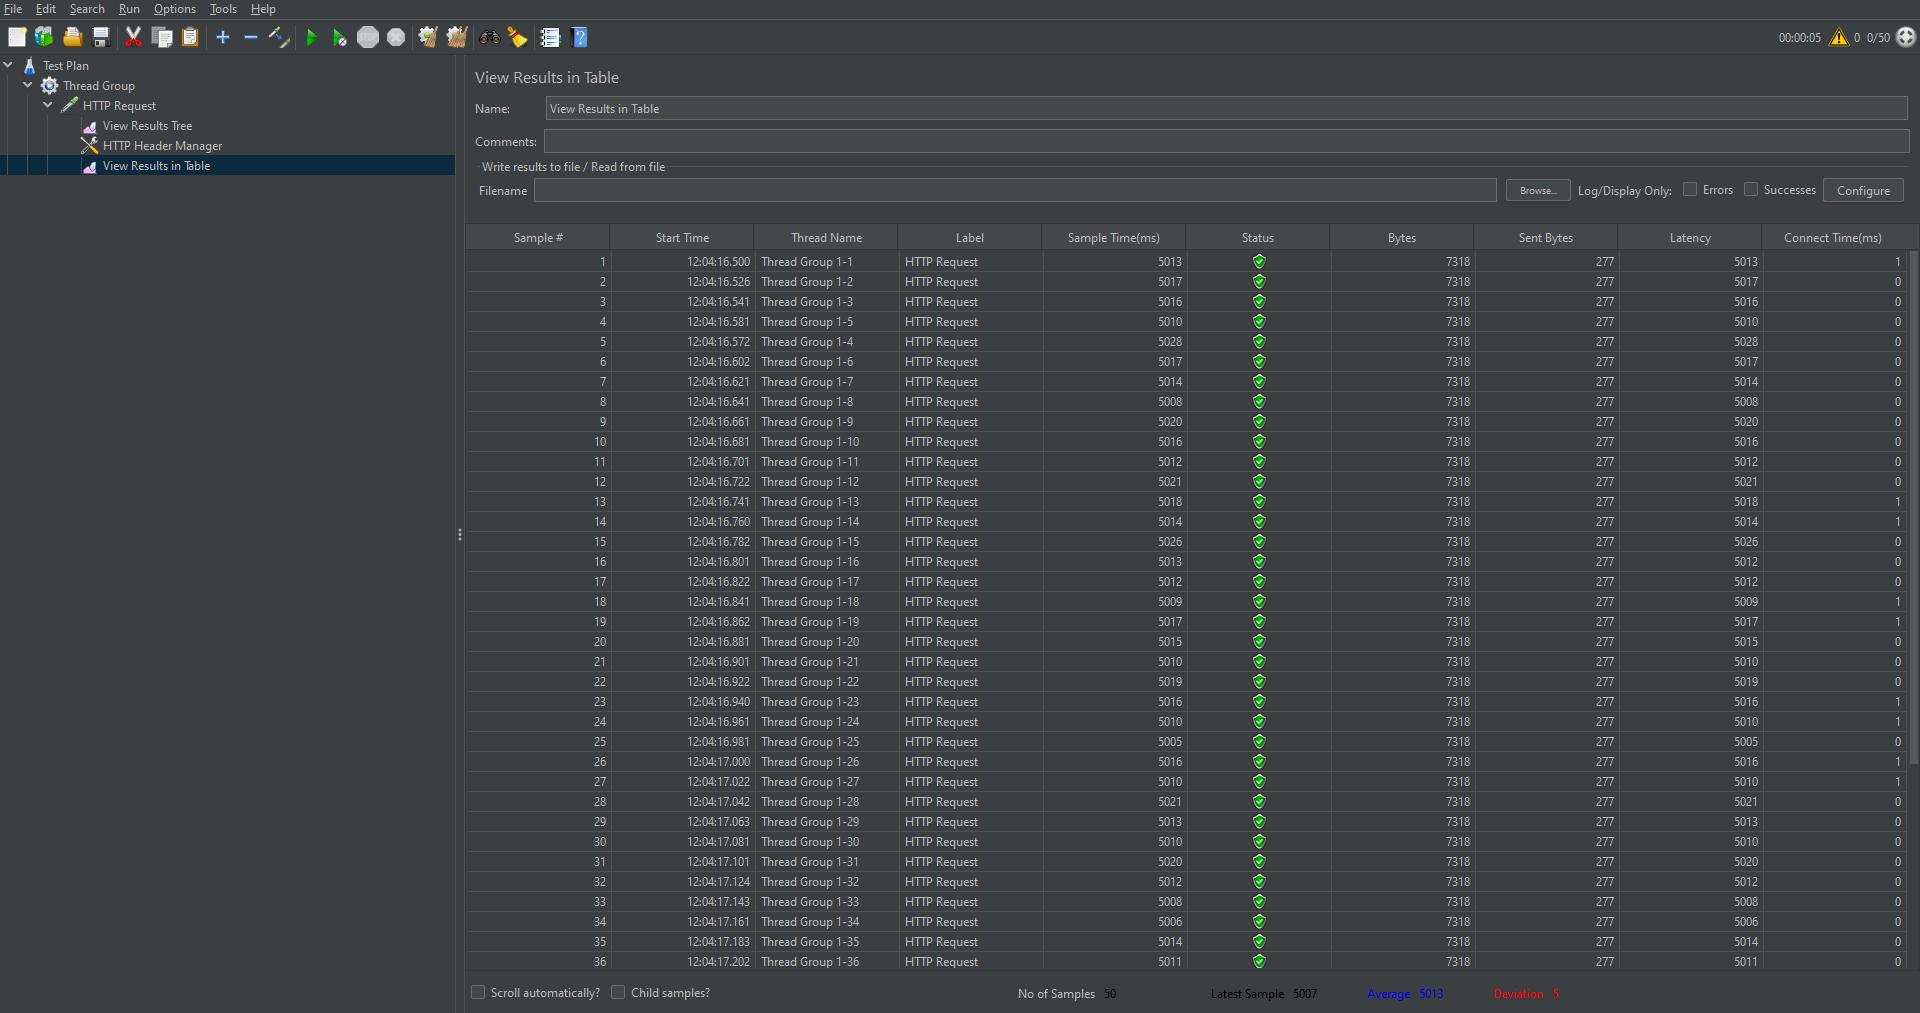 File Edit Search Run Options Tools Help
00:00:05 0 0/50
Test Plan
Thread Group
HTTP Request
View Results Tree
HTTP Header Manager
View Results in Table
View Results in Table
Name: View Results in Table
Comments:
Write results to file / Read from file
Filename Browse... Log/Display Only: Errors Successes Configure
Sample # Start Time Thread Name Label Sample Time(ms) Status Bytes Sent Bytes Latency Connect Time(ms)
1 12:04:16.500 Thread Group 1-1 HTTP Request 5013 7318 277 5013 1
2 12:04:16.526 Thread Group 1-2 HTTP Request 5017 7318 277 5017 0
3 12:04:16.541 Thread Group 1-3 HTTP Request 5016 7318 277 5016 0
4 12:04:16.581 Thread Group 1-5 HTTP Request 5010 7318 277 5010 0
5 12:04:16.572 Thread Group 1-4 HTTP Request 5028 7318 277 5028 0
6 12:04:16.602 Thread Group 1-6 HTTP Request 5017 7318 277 5017 0
7 12:04:16.621 Thread Group 1-7 HTTP Request 5014 7318 277 5014 0
8 12:04:16.641 Thread Group 1-8 HTTP Request 5008 7318 277 5008 0
9 12:04:16.661 Thread Group 1-9 HTTP Request 5020 7318 277 5020 0
10 12:04:16.681 Thread Group 1-10 HTTP Request 5016 7318 277 5016 0
11 12:04:16.701 Thread Group 1-11 HTTP Request 5012 7318 277 5012 0
12 12:04:16.722 Thread Group 1-12 HTTP Request 5021 7318 277 5021 0
13 12:04:16.741 Thread Group 1-13 HTTP Request 5018 7318 277 5018 1
14 12:04:16.760 Thread Group 1-14 HTTP Request 5014 7318 277 5014 1
15 12:04:16.782 Thread Group 1-15 HTTP Request 5026 7318 277 5026 0
16 12:04:16.801 Thread Group 1-16 HTTP Request 5013 7318 277 5012 0
17 12:04:16.822 Thread Group 1-17 HTTP Request 5012 7318 277 5012 0
18 12:04:16.841 Thread Group 1-18 HTTP Request 5009 7318 277 5009 1
19 12:04:16.862 Thread Group 1-19 HTTP Request 5017 7318 277 5017 1
20 12:04:16.881 Thread Group 1-20 HTTP Request 5015 7318 277 5015 0
21 12:04:16.901 Thread Group 1-21 HTTP Request 5010 7318 277 5010 0
22 12:04:16.922 Thread Group 1-22 HTTP Request 5019 7318 277 5019 0
23 12:04:16.940 Thread Group 1-23 HTTP Request 5016 7318 277 5016 1
24 12:04:16.961 Thread Group 1-24 HTTP Request 5010 7318 277 5010 1
25 12:04:16.981 Thread Group 1-25 HTTP Request 5005 7318 277 5005 0
26 12:04:17.000 Thread Group 1-26 HTTP Request 5016 7318 277 5016 1
27 12:04:17.022 Thread Group 1-27 HTTP Request 5010 7318 277 5010 1
28 12:04:17.042 Thread Group 1-28 HTTP Request 5021 7318 277 5021 0
29 12:04:17.063 Thread Group 1-29 HTTP Request 5013 7318 277 5013 0
30 12:04:17.081 Thread Group 1-30 HTTP Request 5010 7318 277 5010 0
31 12:04:17.101 Thread Group 1-31 HTTP Request 5020 7318 277 5020 0
32 12:04:17.124 Thread Group 1-32 HTTP Request 5012 7318 277 5012 0
33 12:04:17.143 Thread Group 1-33 HTTP Request 5008 7318 277 5008 0
34 12:04:17.161 Thread Group 1-34 HTTP Request 5006 7318 277 5006 0
35 12:04:17.183 Thread Group 1-35 HTTP Request 5014 7318 277 5014 0
36 12:04:17.202 Thread Group 1-36 HTTP Request 5011 7318 277 5011 0
Scroll automatically? Child samples? No of Samples 50 Latest Sample 5007 Average 5013 Deviation 5